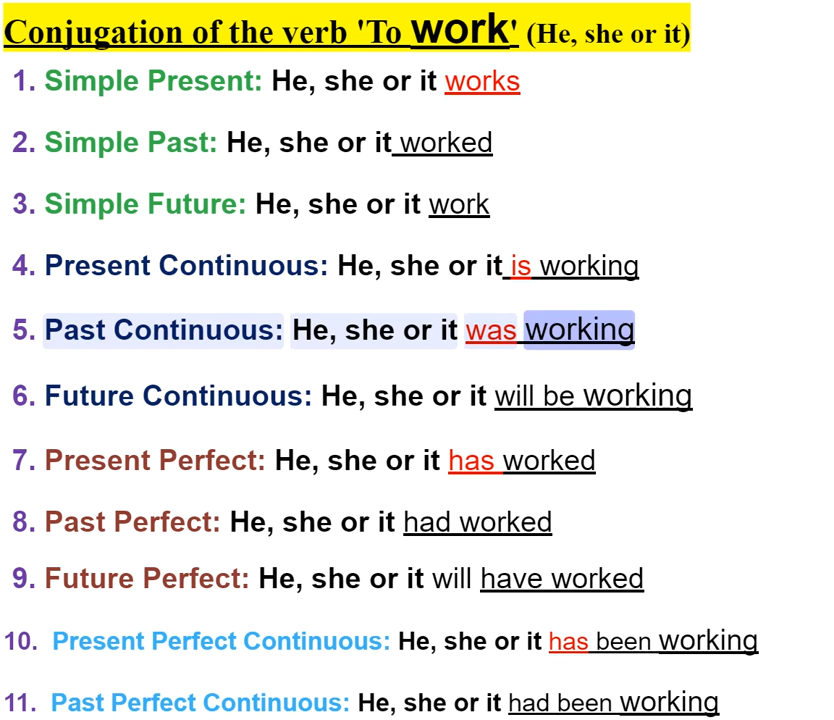 Conjugation of the verb 'To work' (He, she or it)
1. Simple Present: He, she or it works
2. Simple Past: He, she or it worked
3. Simple Future: He, she or it work
4. Present Continuous: He, she or it is working
5. Past Continuous: He, she or it was working
6. Future Continuous: He, she or it will be working
7. Present Perfect: He, she or it has worked
8. Past Perfect: He, she or it had worked
9. Future Perfect: He, she or it will have worked
10. Present Perfect Continuous: He, she or it has been working
11. Past Perfect Continuous: He, she or it had been working